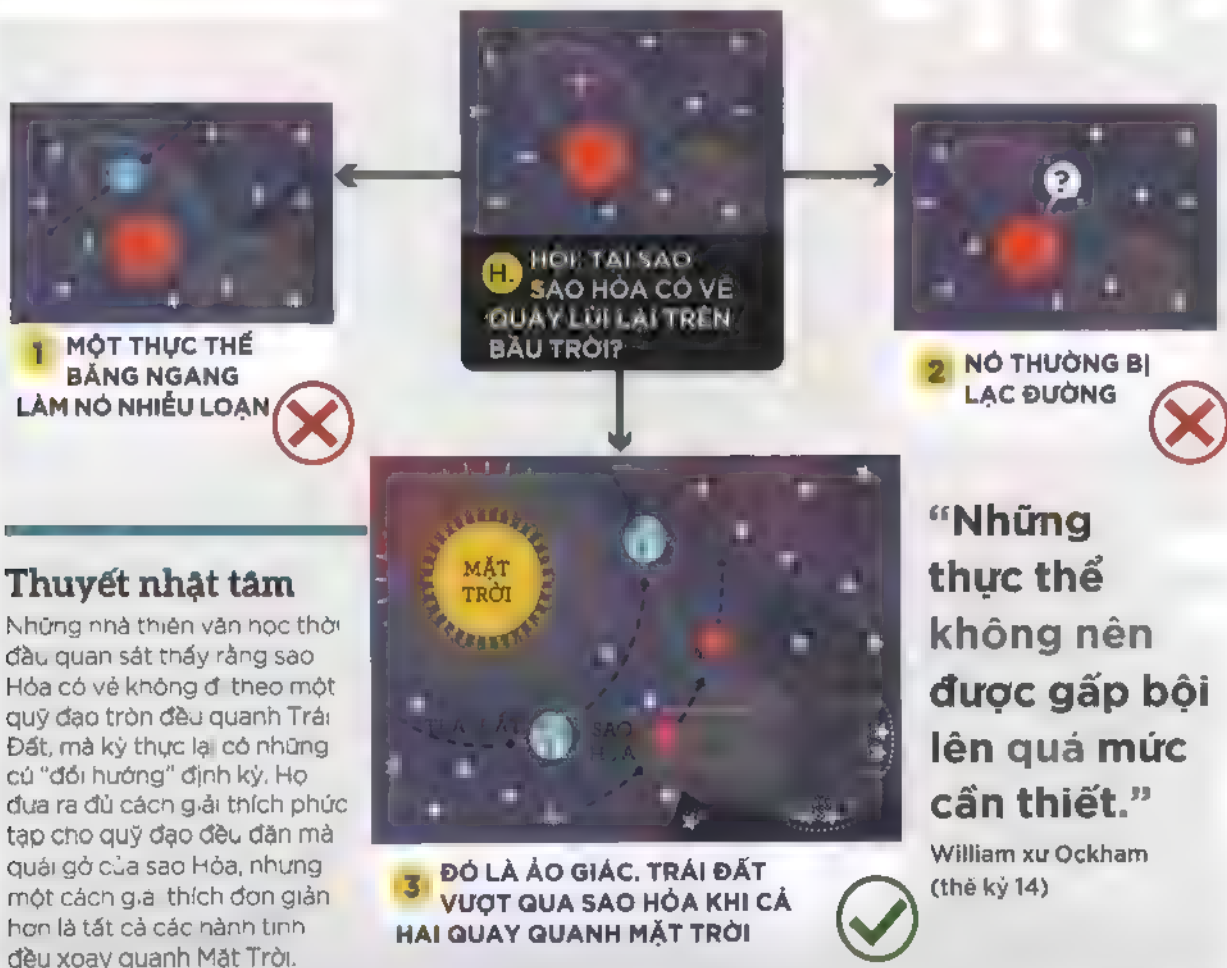 ?
H. HỎI: TẠI SAO
SAO HỎA CÓ VẺ
QUAY LÙI LẠI TRÊN
BẦU TRỜI?
1 MỘT THỰC THỂ
BĂNG NGANG
LÀM NÓ NHIỄU LOẠN
2 NÓ THƯỜNG BỊ
LẠC ĐƯỜNG
Thuyết nhật tâm
Những nhà thiên văn học thời
đầu quan sát thấy rằng sao
Hỏa có vẻ không đi theo một
quỹ đạo tròn đều quanh Trái
Đất, mà kỳ thực lại có những
cú "đổi hướng" định kỳ. Họ
đưa ra đủ cách giải thích phức
tạp cho quỹ đạo đều đặn mà
quái gở của sao Hỏa, nhưng
một cách giải thích đơn giản
hơn là tất cả các hành tinh
đều xoay quanh Mặt Trời.
MẶT
TRỜI
SAO
3 ĐÓ LÀ ẢO GIÁC. TRÁI ĐẤT
VƯỢT QUA SAO HỎA KHI CẢ
HAI QUAY QUANH MẶT TRỜI
“Những
thực thể
không nên
được gấp bội
lên quá mức
cần thiết.”
William xư Ockham
(thế kỷ 14)